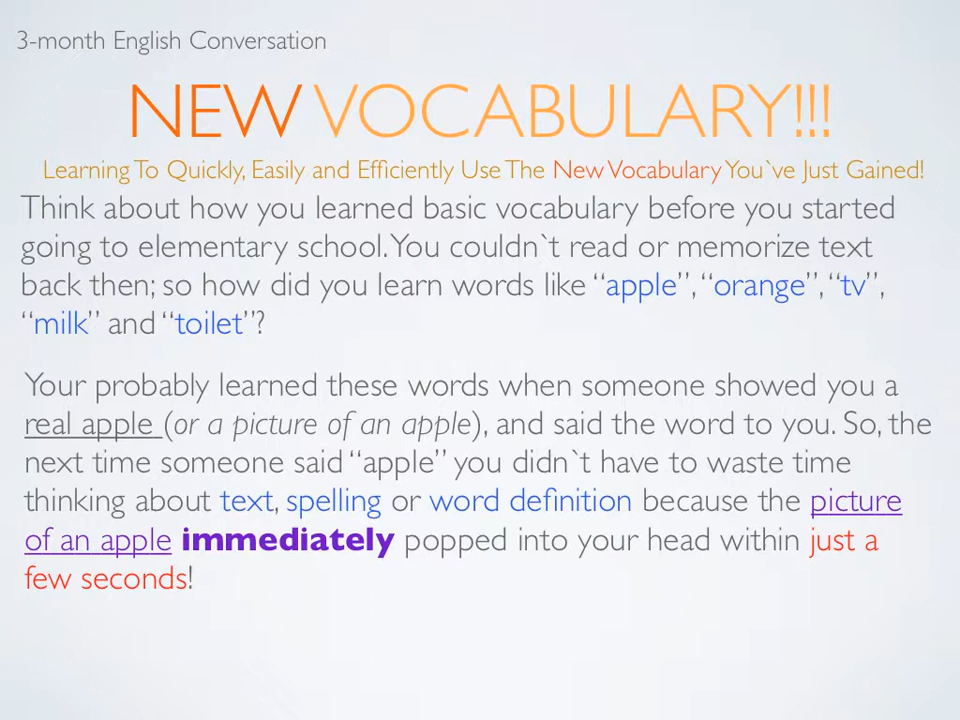 3-month English Conversation
NEW VOCABULARY!!!
Learning To Quickly, Easily and Efficiently Use The New Vocabulary You`ve Just Gained!
Think about how you learned basic vocabulary before you started
going to elementary school. You couldn`t read or memorize text
back then; so how did you learn words like “apple”, “orange”, “tv”,
“milk” and “toilet”?
Your probably learned these words when someone showed you a
real apple (or a picture of an apple), and said the word to you. So, the
next time someone said “apple” you didn`t have to waste time
thinking about text, spelling or word definition because the picture
of an apple immediately popped into your head within just a
few seconds!